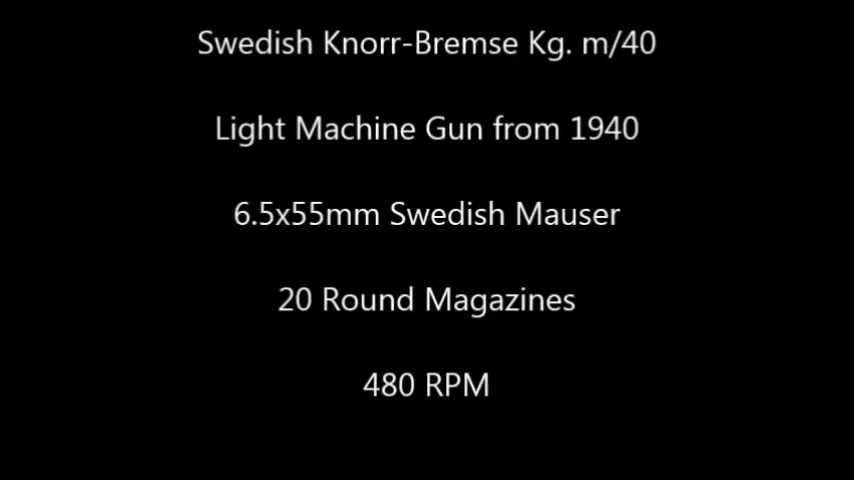 Swedish Knorr-Bremse Kg. m/40
Light Machine Gun from 1940
6.5x55mm Swedish Mauser
20 Round Magazines
480 RPM